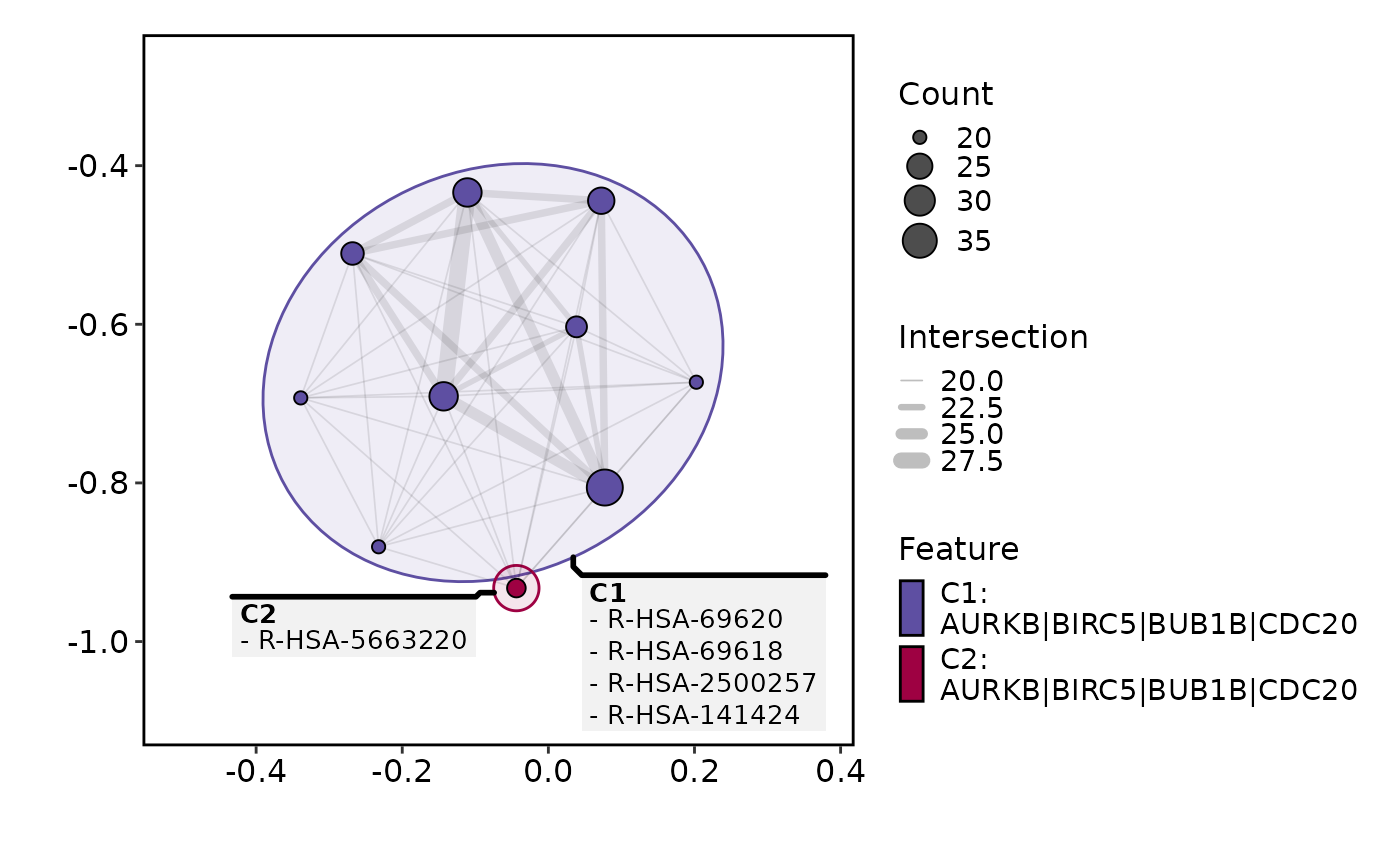 -0.4
-0.6
-0.8
-1.0
-0.4
-0.2
0.0
0.2
0.4
C2
- R-HSA-5663220
C1
- R-HSA-69620
- R-HSA-69618
- R-HSA-2500257
- R-HSA-141424
Count
20
25
30
35
Intersection
20.0
22.5
25.0
27.5
Feature
C1:
AURKB|BIRC5|BUB1B|CDC20
C2:
AURKB|BIRC5|BUB1B|CDC20